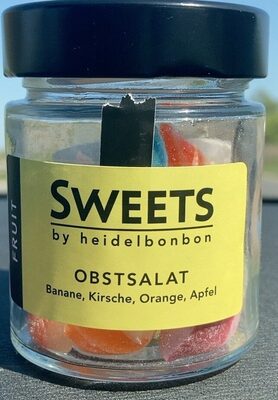 FRUIT
SWEETS
by heidelbonbon
OBSTSALAT
Banane, Kirsche, Orange, Apfel